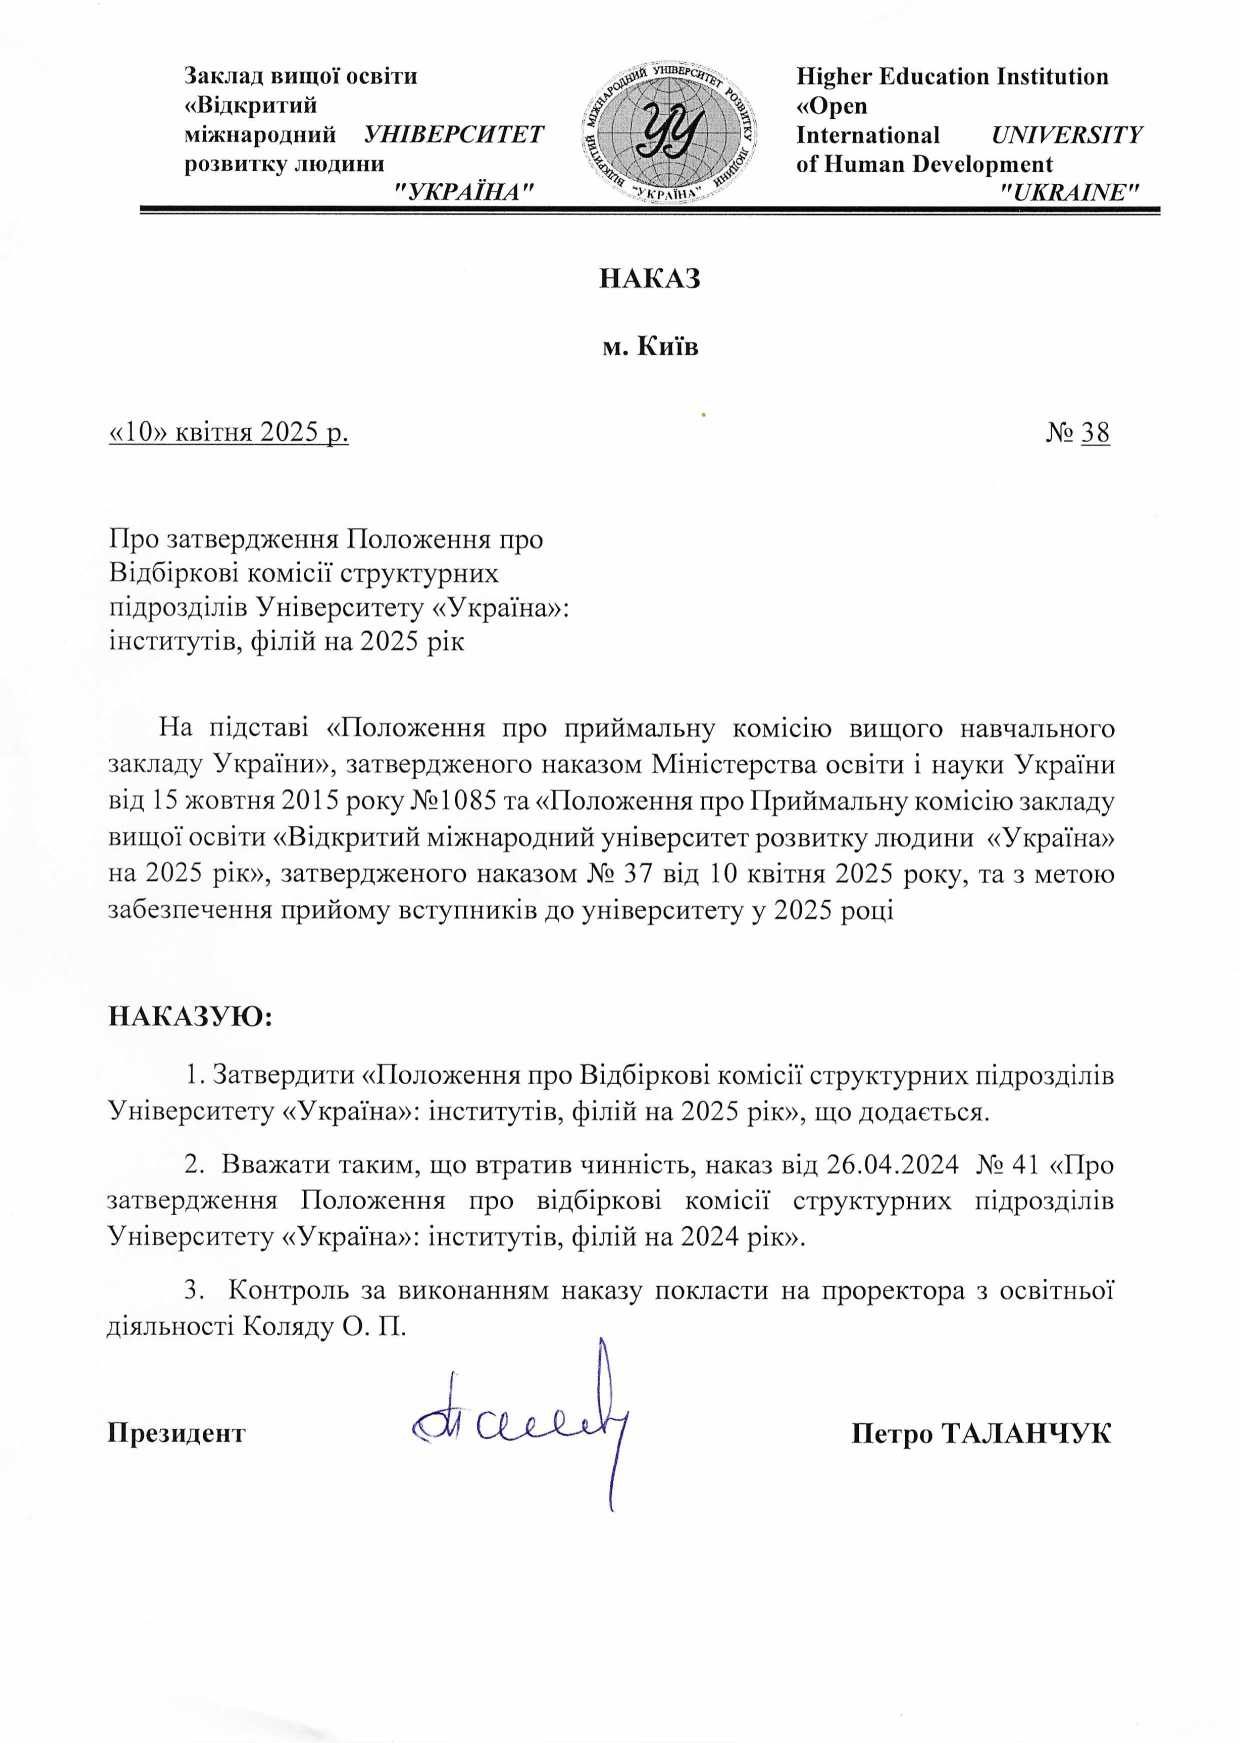 Заклад вищої освіти
«Відкритий
міжнародний УНІВЕРСИТЕТ
розвитку людини
"УКРАЇНА"
ВІДКРИТИЙ МІЖНАРОДНИЙ УНІВЕРСИТЕТ РОЗВИТКУ ЛЮДИНИ
"УКРАЇНА"
УУ
Higher Education Institution
«Open
International UNIVERSITY
of Human Development
"UKRAINE"
НАКАЗ
м. Київ
«10» квітня 2025 р. № 38
Про затвердження Положення про
Відбіркові комісії структурних
підрозділів Університету «Україна»:
інститутів, філій на 2025 рік
На підставі «Положення про приймальну комісію вищого навчального
закладу України», затвердженого наказом Міністерства освіти і науки України
від 15 жовтня 2015 року №1085 та «Положення про Приймальну комісію закладу
вищої освіти «Відкритий міжнародний університет розвитку людини «Україна»
на 2025 рік», затвердженого наказом № 37 від 10 квітня 2025 року, та з метою
забезпечення прийому вступників до університету у 2025 році
НАКАЗУЮ:
1. Затвердити «Положення про Відбіркові комісії структурних підрозділів
Університету «Україна»: інститутів, філій на 2025 рік», що додається.
2. Вважати таким, що втратив чинність, наказ від 26.04.2024 № 41 «Про
затвердження Положення про відбіркові комісії структурних підрозділів
Університету «Україна»: інститутів, філій на 2024 рік».
3. Контроль за виконанням наказу покласти на проректора з освітньої
діяльності Коляду О. П.
Президент Петро ТАЛАНЧУК